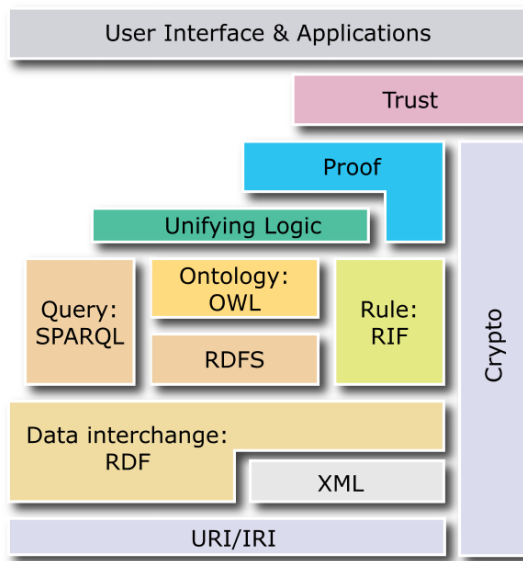 User Interface & Applications
Trust
Proof
Unifying Logic
Ontology:
OWL
Query:
SPARQL
Rule:
RIF
RDFS
Crypto
Data interchange:
RDF
XML
URI/IRI